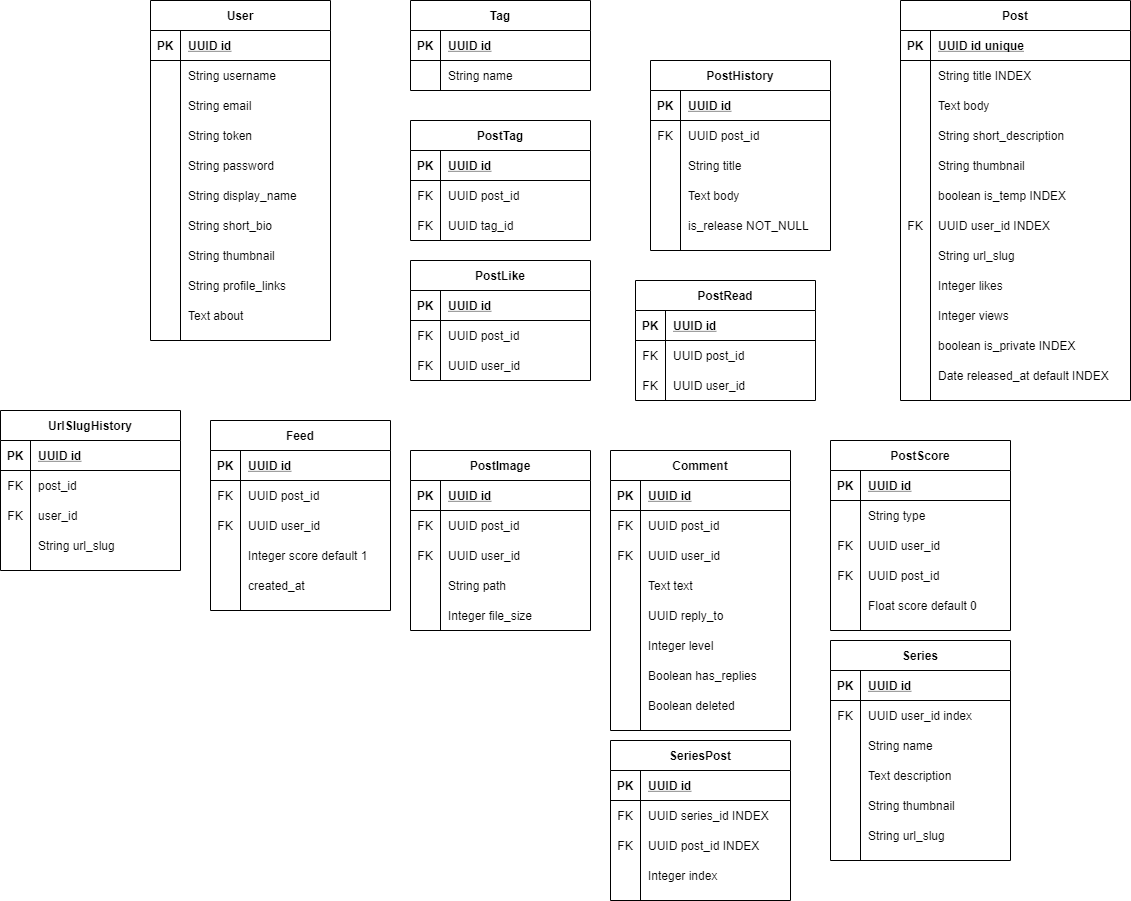 User
PK UUID id
String username
String email
String token
String password
String display_name
String short_bio
String thumbnail
String profile_links
Text about
Tag
PK UUID id
String name
PostTag
PK UUID id
FK UUID post_id
FK UUID tag_id
PostLike
PK UUID id
FK UUID post_id
FK UUID user_id
PostHistory
PK UUID id
FK UUID post_id
String title
Text body
is_release NOT_NULL
PostRead
PK UUID id
FK UUID post_id
FK UUID user_id
Post
PK UUID id unique
String title INDEX
Text body
String short_description
String thumbnail
boolean is_temp INDEX
FK UUID user_id INDEX
String url_slug
Integer likes
Integer views
boolean is_private INDEX
Date released_at default INDEX
UrlSlugHistory
PK UUID id
FK post_id
FK user_id
String url_slug
Feed
PK UUID id
FK UUID post_id
FK UUID user_id
Integer score default 1
created_at
PostImage
PK UUID id
FK UUID post_id
FK UUID user_id
String path
Integer file_size
Comment
PK UUID id
FK UUID post_id
FK UUID user_id
Text text
UUID reply_to
Integer level
Boolean has_replies
Boolean deleted
PostScore
PK UUID id
String type
FK UUID user_id
FK UUID post_id
Float score default 0
Series
PK UUID id
FK UUID user_id index
String name
Text description
String thumbnail
String url_slug
SeriesPost
PK UUID id
FK UUID series_id INDEX
FK UUID post_id INDEX
Integer index